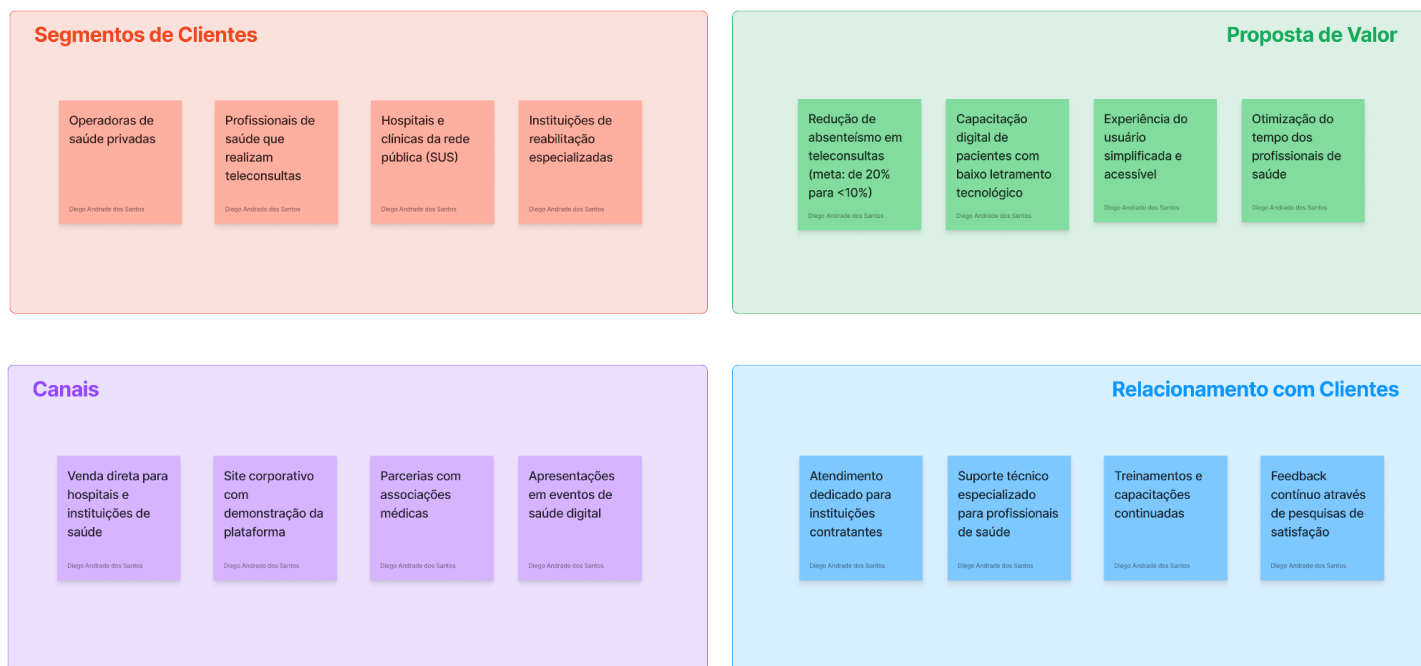 Segmentos de Clientes
Operadoras de
saúde privadas
Diego Andrade dos Santos
Profissionais de
saúde que
realizam
teleconsultas
Diego Andrade dos Santos
Hospitais e
clínicas da rede
pública (SUS)
Diego Andrade dos Santos
Instituições de
reabilitação
especializadas
Diego Andrade dos Santos
Proposta de Valor
Redução de
absenteísmo em
teleconsultas
(meta: de 20%
para <10%)
Diego Andrade dos Santos
Capacitação
digital de
pacientes com
baixo letramento
tecnológico
Diego Andrade dos Santos
Experiência do
usuário
simplificada e
acessível
Diego Andrade dos Santos
Otimização do
tempo dos
profissionais de
saúde
Diego Andrade dos Santos
Canais
Venda direta para
hospitais e
instituições de
saúde
Diego Andrade dos Santos
Site corporativo
com
demonstração da
plataforma
Diego Andrade dos Santos
Parcerias com
associações
médicas
Diego Andrade dos Santos
Apresentações
em eventos de
saúde digital
Diego Andrade dos Santos
Relacionamento com Clientes
Atendimento
dedicado para
instituições
contratantes
Diego Andrade dos Santos
Suporte técnico
especializado
para profissionais
de saúde
Diego Andrade dos Santos
Treinamentos e
capacitações
continuadas
Diego Andrade dos Santos
Feedback
contínuo através
de pesquisas de
satisfação
Diego Andrade dos Santos